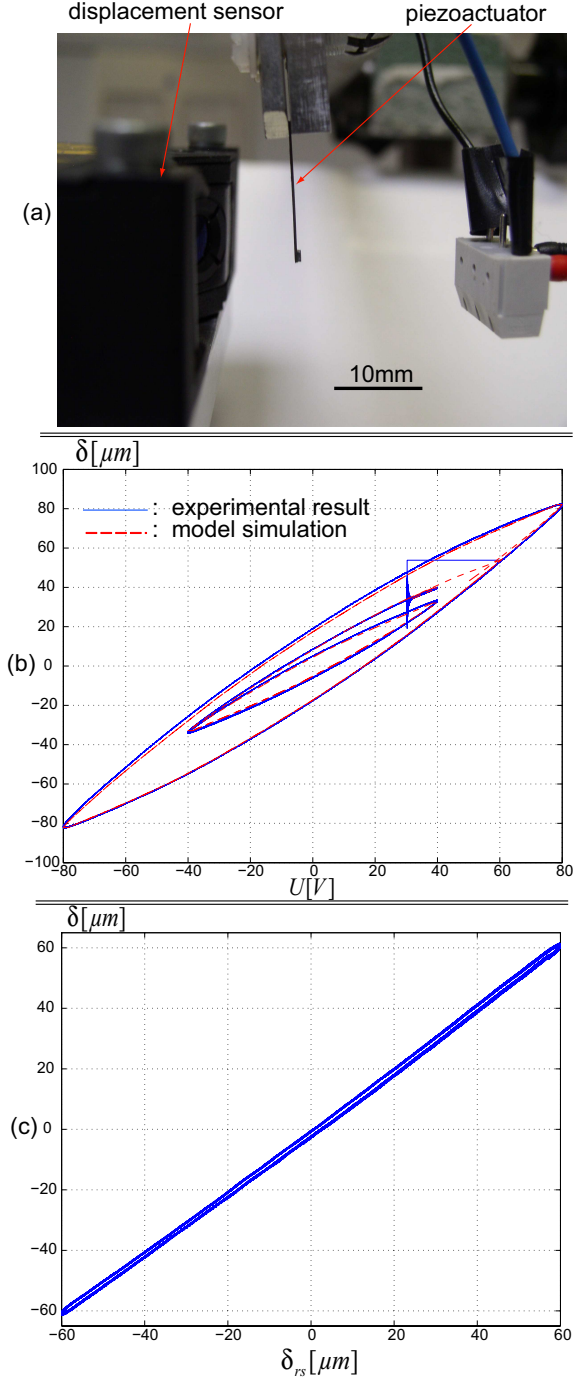 displacement sensor
piezoactuator
(a)
10mm
δ[μm]
100
80
60
40
20
0
−20
−40
−60
−80
−100
: experimental result
: model simulation
(b)
−80
−60
−40
−20
0
20
40
60
80
U[V]
δ[μm]
60
40
20
0
−20
−40
−60
(c)
−60
−40
−20
0
20
40
60
δrs[μm]